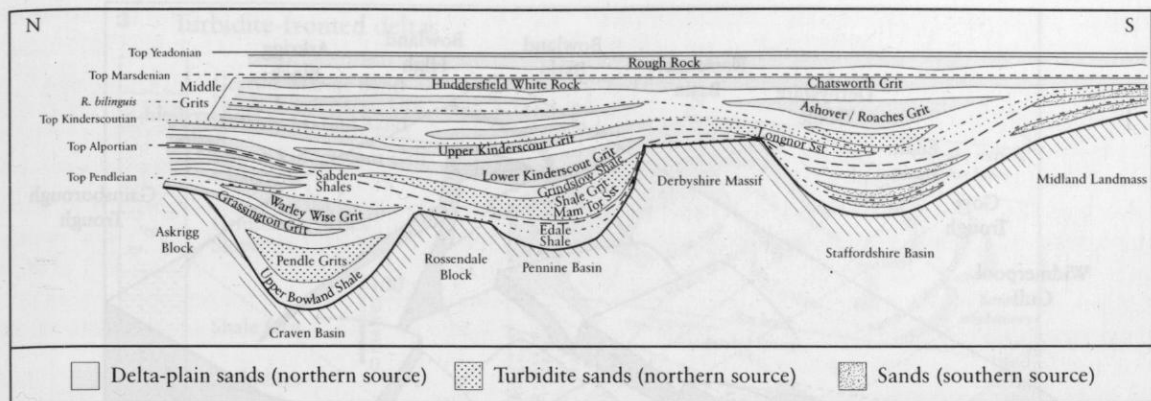 N
S
Top Yeadonian
Rough Rock
Top Marsdenian
Middle
Grits
Huddersfield White Rock
Chatsworth Grit
R. bilinguis
Ashover / Roaches Grit
Top Kinderscoutian
Longnor Sst
Upper Kinderscout Grit
Top Alportian
Lower Kinderscout Grit
Sabden
Shales
Grindslow Shale
Shale Grit
Mam Tor Sst
Derbyshire Massif
Midland Landmass
Top Pendleian
Warley Wise Grit
Grassington Grit
Edale
Shale
Askrigg
Block
Pendle Grits
Rossendale
Block
Pennine Basin
Staffordshire Basin
Upper Bowland Shale
Craven Basin
Delta-plain sands (northern source)
Turbidite sands (northern source)
Sands (southern source)